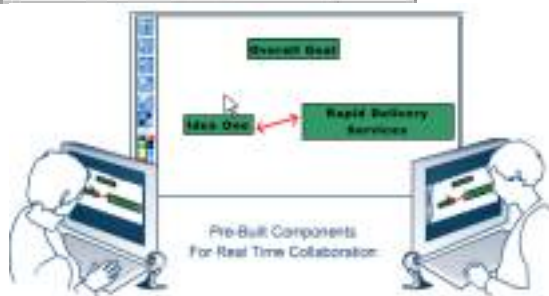 Overall Goal
Idea One
Rapid Delivery
Services
Pre-Built Components
For Real Time Collaboration